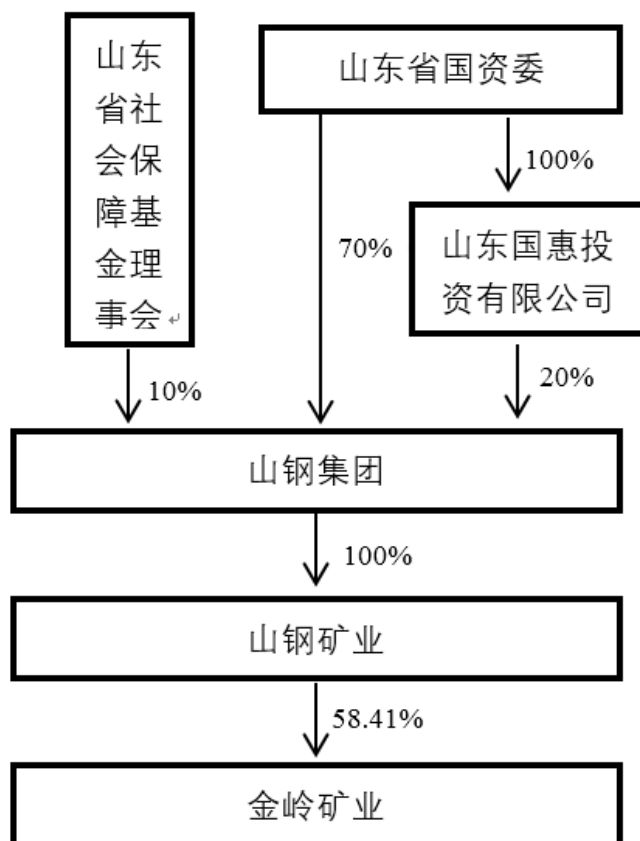 山东
省社
会保
障基
金理
事会
山东省国资委
100%
70%
山东国惠投
资有限公司
10%
20%
山钢集团
100%
山钢矿业
58.41%
金岭矿业